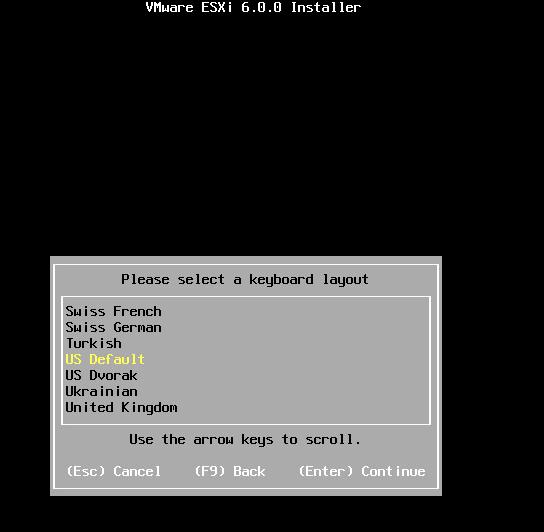 VMware ESXi 6.0.0 Installer
Please select a keyboard layout
Swiss French
Swiss German
Turkish
US Default
US Dvorak
Ukrainian
United Kingdom
Use the arrow keys to scroll.
(Esc) Cancel (F9) Back (Enter) Continue